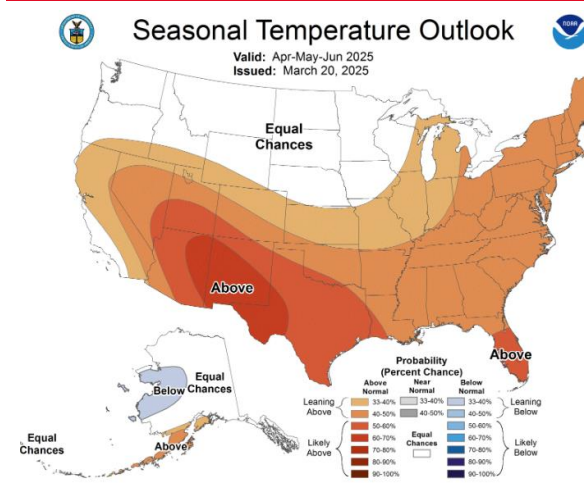 Seasonal Temperature Outlook
NOAA
Valid: Apr-May-Jun 2025
Issued: March 20, 2025
Equal
Chances
Above
Above
Below
Equal
Chances
Above
Equal
Chances
Probability
(Percent Chance)
Above
Normal
Near
Normal
Below
Normal
Leaning
Above
33-40%
40-50%
33-40%
40-50%
33-40%
40-50%
Leaning
Below
Likely
Above
50-60%
60-70%
70-80%
80-90%
90-100%
Equal
Chances
50-60%
60-70%
70-80%
80-90%
90-100%
Likely
Below